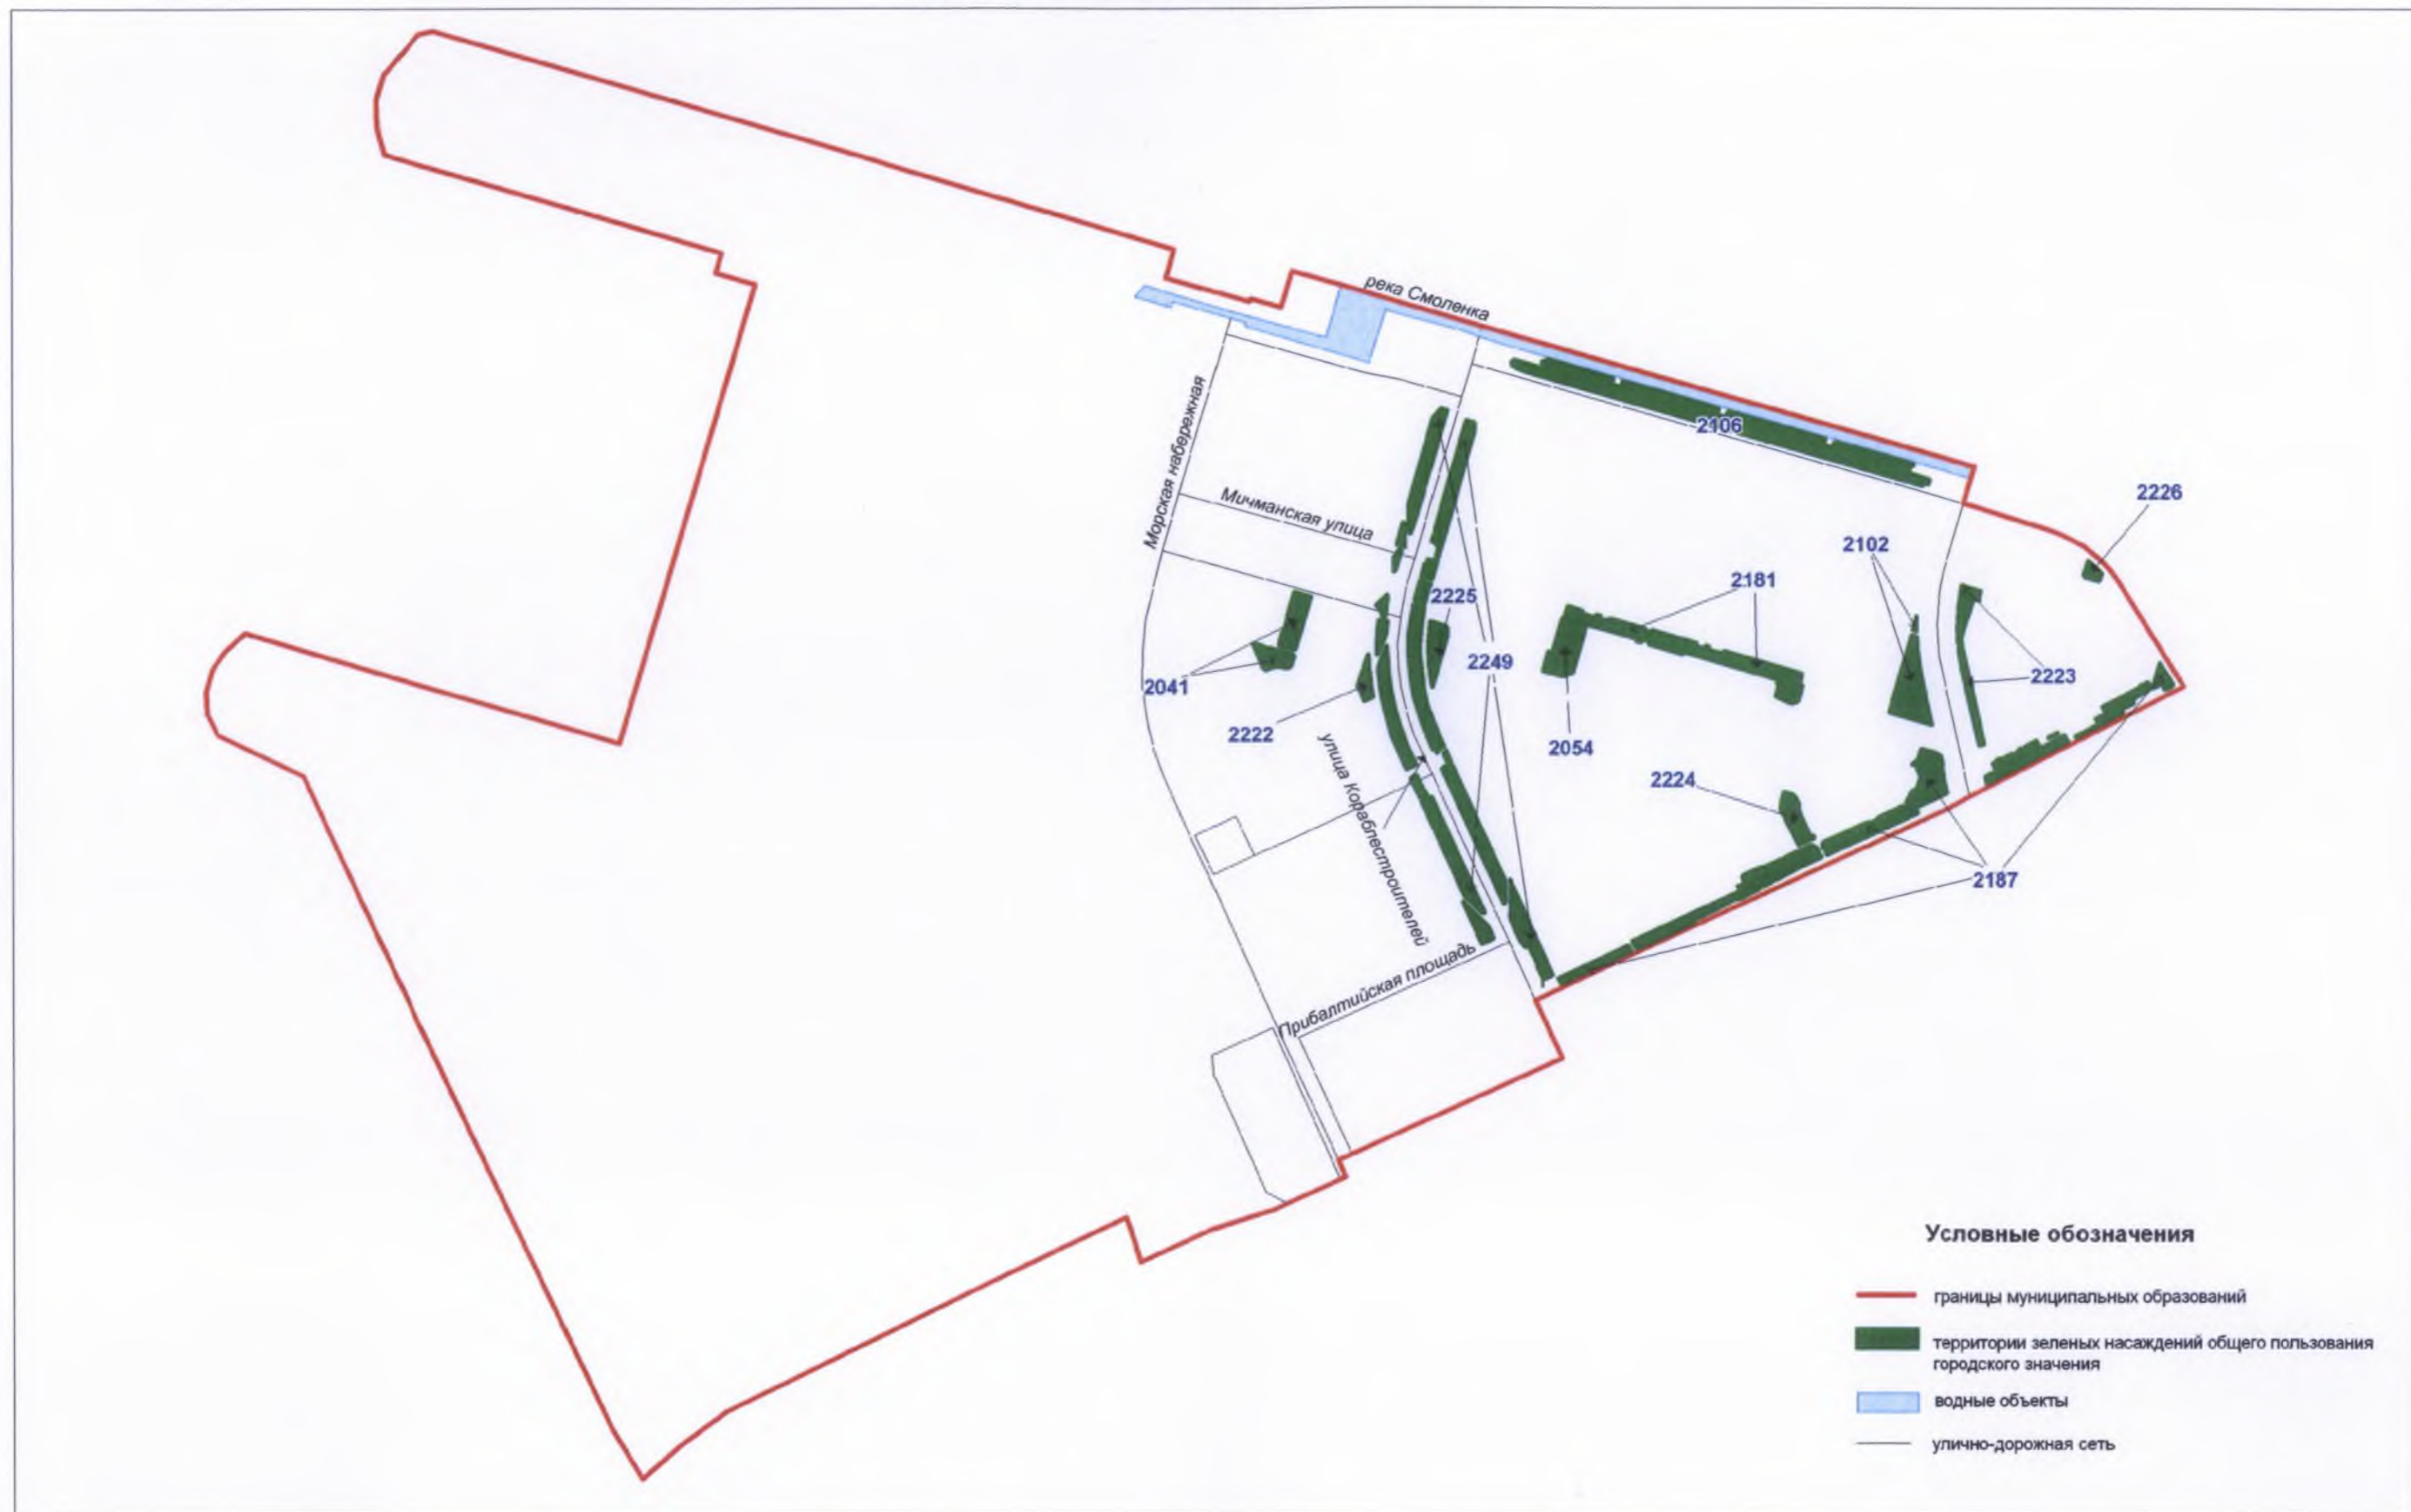 река Смоленка
Морская набережная
2106
2226
Мичманская улица
2102
2181
2225
2249
2041
2223
2222
2054
улица Кораблестроителей
2224
2187
Прибалтийская площадь
Условные обозначения
границы муниципальных образований
территории зеленых насаждений общего пользования
городского значения
водные объекты
улично-дорожная сеть